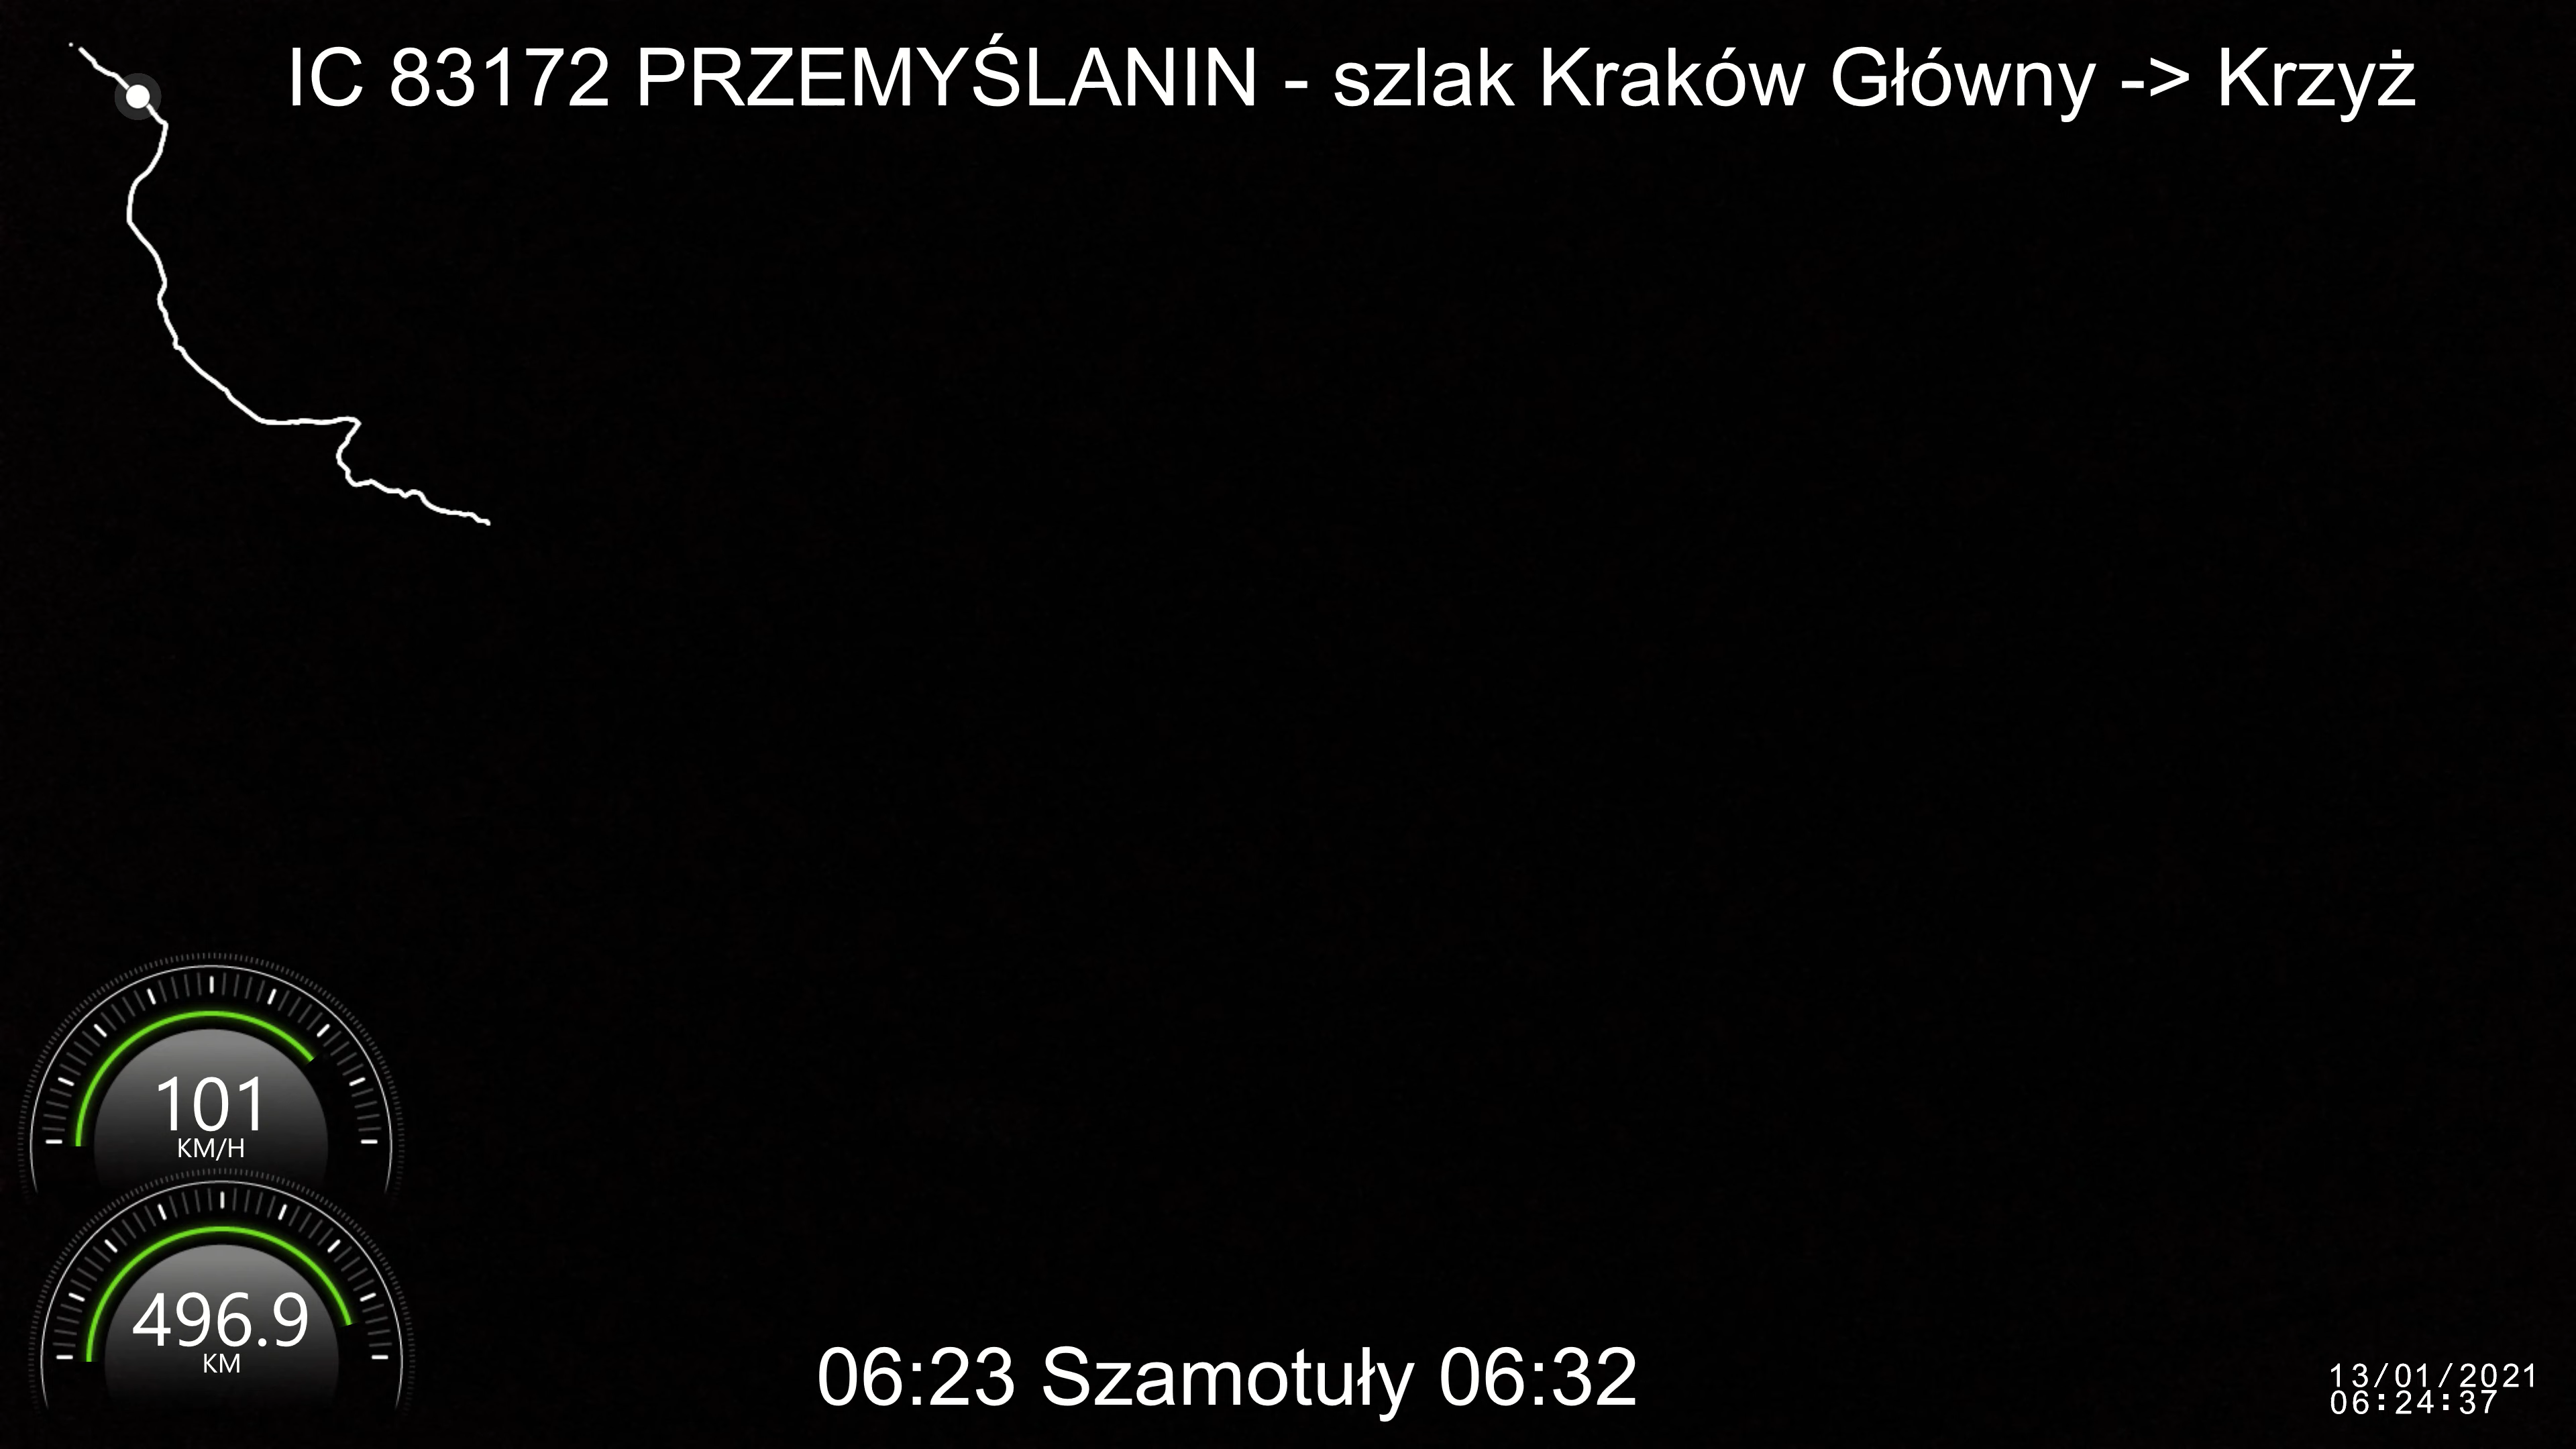 IC 83172 PRZEMYŚLANIN - szlak Kraków Główny -> Krzyż
101
KM/H
496.9
KM
06:23 Szamotuły 06:32
13/01/2021
06:24:37